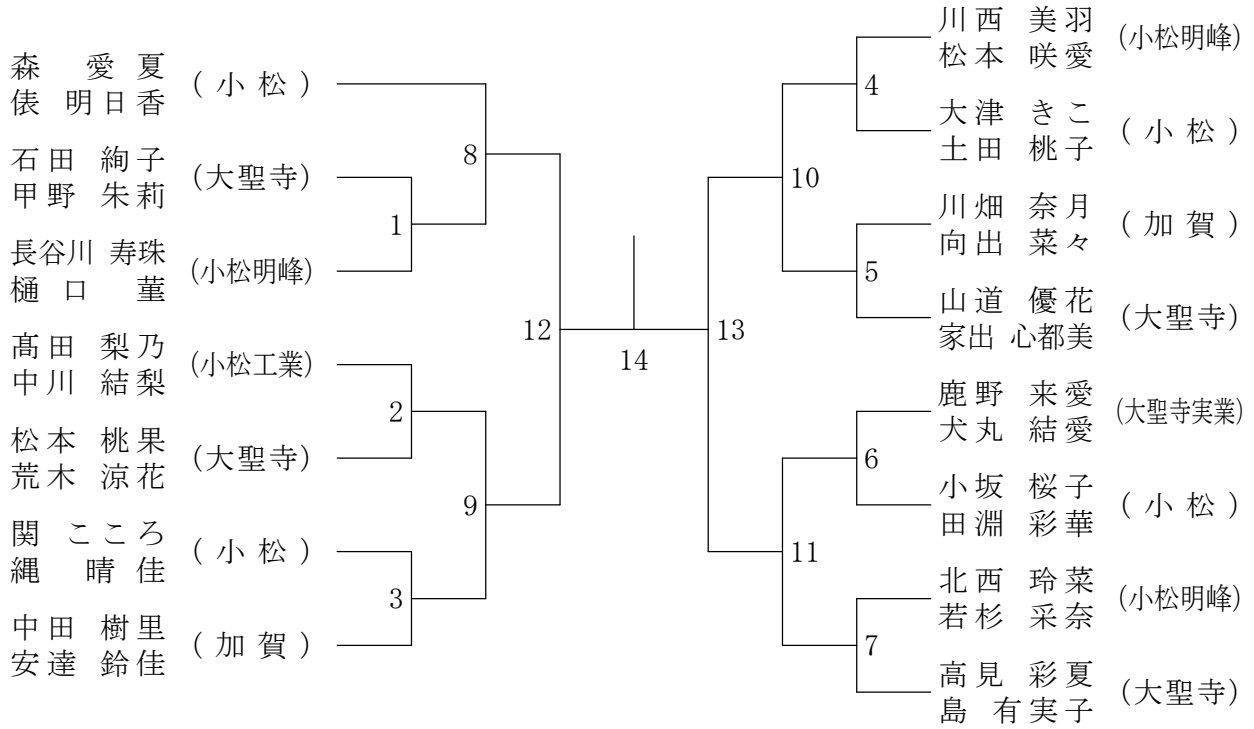 森 愛夏
俵 明日香
(小松)
石田 絢子
甲野 朱莉
(大聖寺)
長谷川 寿珠
樋口 菫
(小松明峰)
髙田 梨乃
中川 結梨
(小松工業)
松本 桃果
荒木 涼花
(大聖寺)
関 こころ
縄 晴佳
(小松)
中田 樹里
安達 鈴佳
(加賀)
8
1
2
9
3
12
14
13
10
4
5
11
6
7
川西 美羽
松本 咲愛
(小松明峰)
大津 きこ
土田 桃子
(小松)
川畑 奈月
向出 菜々
(加賀)
山道 優花
家出 心都美
(大聖寺)
鹿野 来愛
犬丸 結愛
(大聖寺実業)
小坂 桜子
田淵 彩華
(小松)
北西 玲菜
若杉 采奈
(小松明峰)
高見 彩夏
島 有実子
(大聖寺)